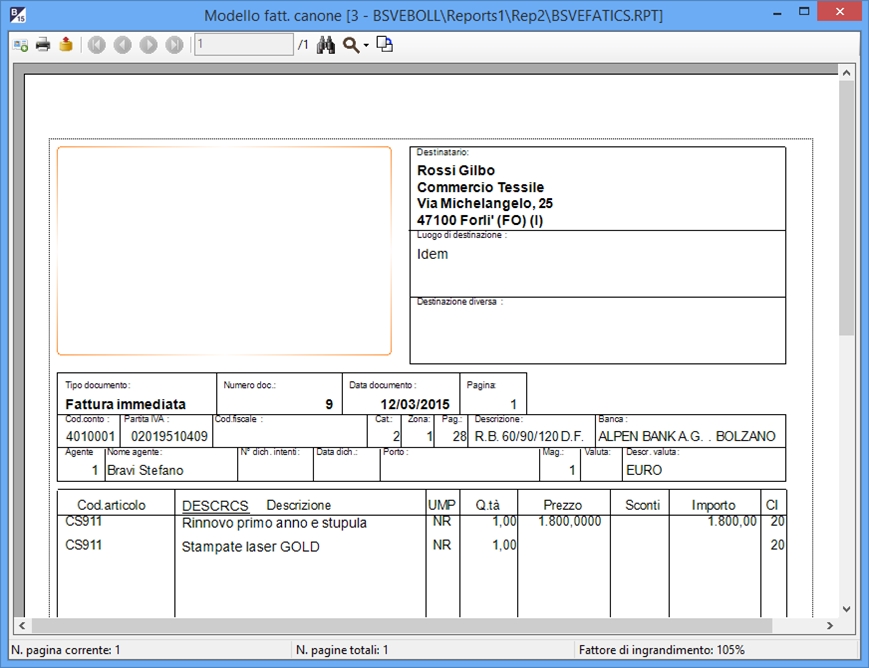 B 15 Modello fatt. canone [3 - BSVEBOLL\Reports1\Rep2\BSVEFATICS.RPT]
1 /1
Destinatario:
Rossi Gilbo
Commercio Tessile
Via Michelangelo, 25
47100 Forli' (FO) (I)
Luogo di destinazione :
Idem
Destinazione diversa :
Tipo documento: Numero doc.: Data documento : Pagina:
Fattura immediata 9 12/03/2015 1
Cod.conto : Partita IVA : Cod.fiscale : Cat.: Zona: Pag.: Descrizione: Banca :
4010001 02019510409 2 1 28 R.B. 60/90/120 D.F. ALPEN BANK A.G. . BOLZANO
Agente Nome agente: N° dich. intenti: Data dich.: Porto : Mag.: Valuta: Descr. valuta:
1 Bravi Stefano 1 EURO
Cod.articolo DESCRCS Descrizione UMP Q.tà Prezzo Sconti Importo CI
CS911 Rinnovo primo anno e stupula NR 1,00 1.800,0000 1.800,00 20
CS911 Stampate laser GOLD NR 1,00 20
N. pagina corrente: 1 N. pagine totali: 1 Fattore di ingrandimento: 105%